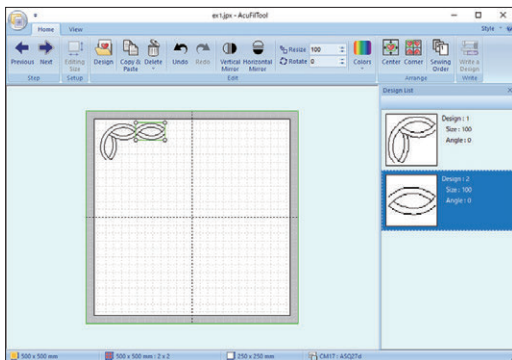 ex1.jpx - AcuFilTool
Home View Style
Previous Next Editing Size Design Copy & Paste Delete Undo Redo Vertical Mirror Horizontal Mirror Resize 100 Rotate 0 Colors Center Corner Sewing Order Write a Design
Step Setup Edit Arrange Write
Design List
Design : 1
Size : 100
Angle : 0
Design : 2
Size : 100
Angle : 0
500 x 500 mm 500 x 500 mm : 2 x 2 250 x 250 mm CM17 : ASQ27d